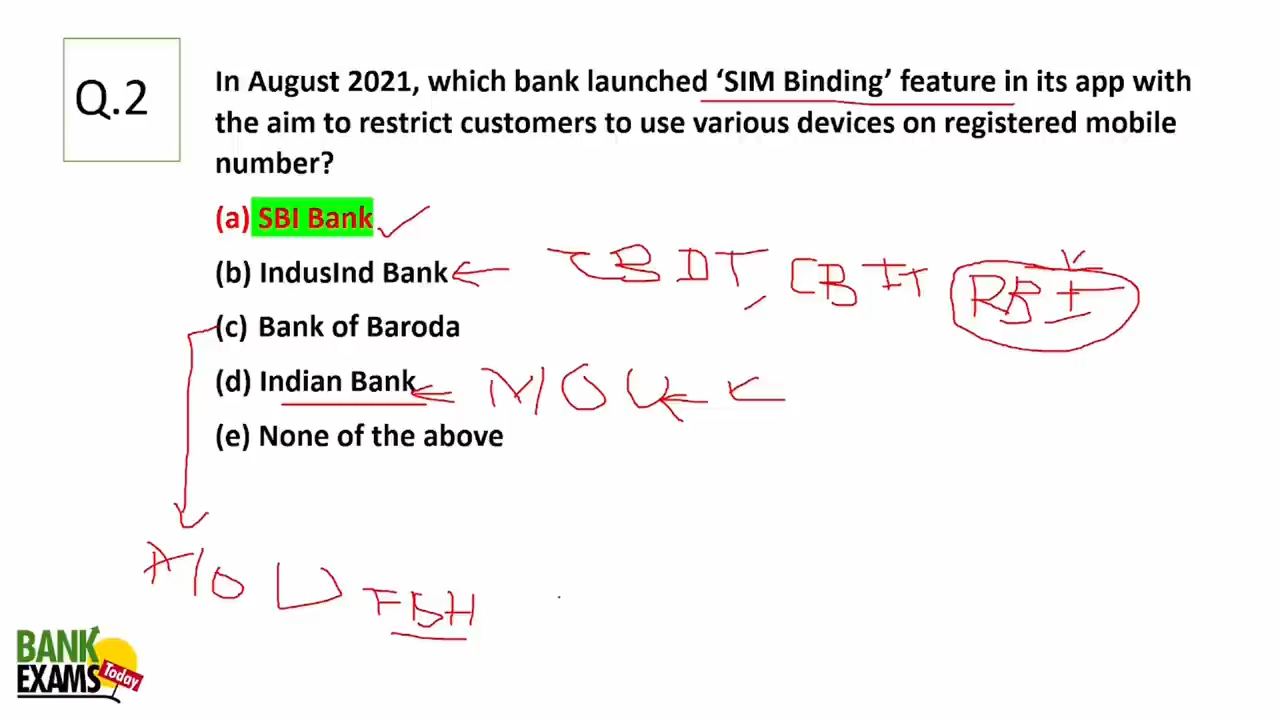 Q.2
In August 2021, which bank launched ‘SIM Binding’ feature in its app with
the aim to restrict customers to use various devices on registered mobile
number?
(a) SBI Bank
(b) IndusInd Bank
CBDT, CBI
RBI
(c) Bank of Baroda
(d) Indian Bank
MOU
(e) None of the above
BANK
EXAMS
Today